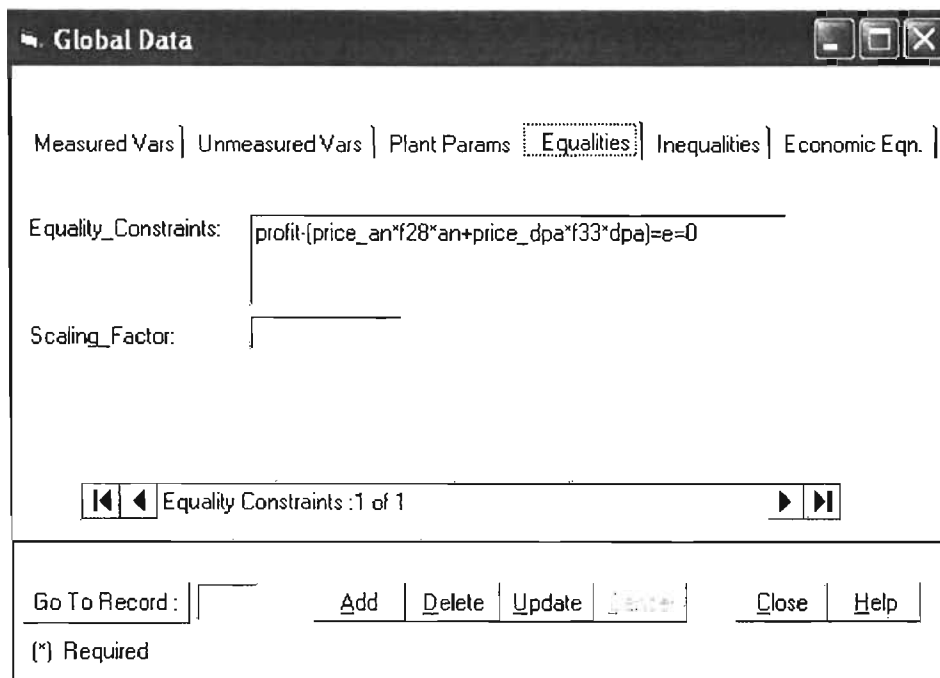 Global Data
Measured Vars Unmeasured Vars Plant Params Equalities Inequalities Economic Eqn.
Equality_Constraints: profit-(price_an*f28*an+price_dpa*f33*dpa)=e=0
Scaling_Factor:
Equality Constraints :1 of 1
Go To Record : Add Delete Update Close Help
(*) Required